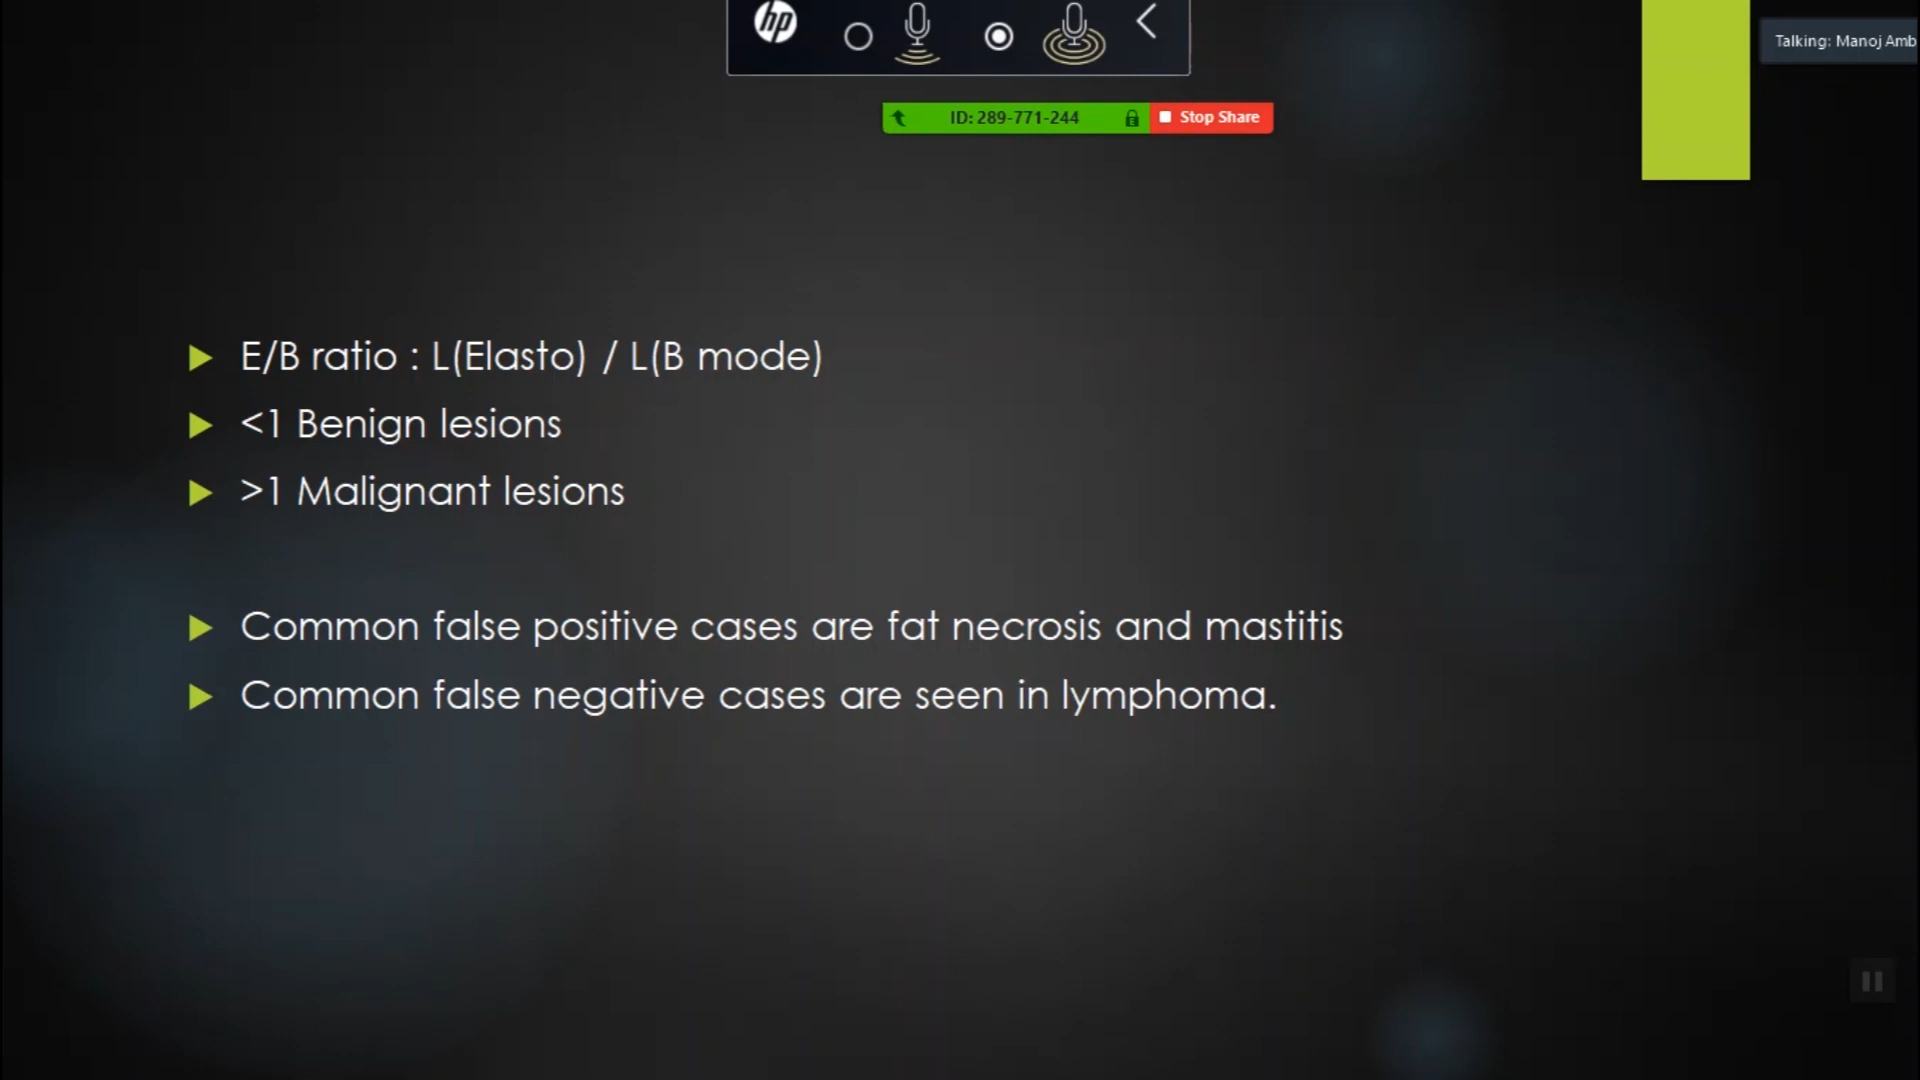 hp
Talking: Manoj Amb
ID: 289-771-244
Stop Share
E/B ratio : L(Elasto) / L(B mode)
<1 Benign lesions
>1 Malignant lesions
Common false positive cases are fat necrosis and mastitis
Common false negative cases are seen in lymphoma.